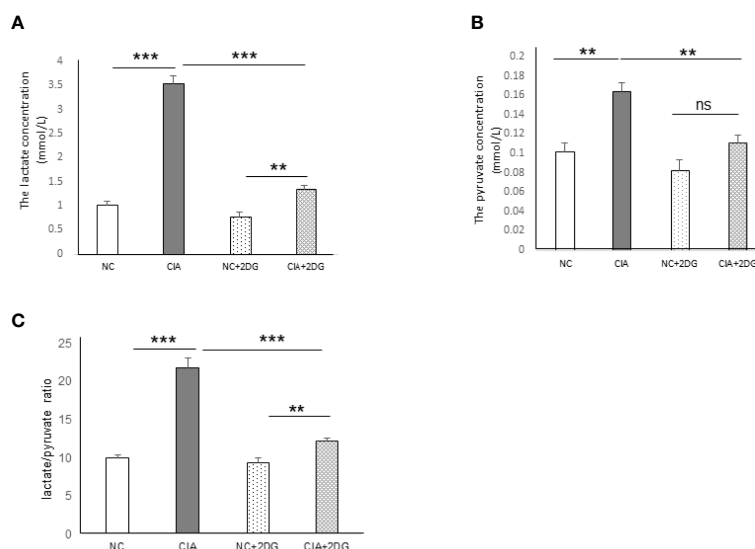 A
The lactate concentration
(mmol/L)
4
3.5
3
2.5
2
1.5
1
0.5
0
***
***
**
NC
CIA
NC+2DG
CIA+2DG
B
The pyruvate concentration
(mmol/L)
0.2
0.18
0.16
0.14
0.12
0.1
0.08
0.06
0.04
0.02
0
**
**
ns
NC
CIA
NC+2DG
CIA+2DG
C
lactate/pyruvate ratio
25
20
15
10
5
0
***
***
**
NC
CIA
NC+2DG
CIA+2DG